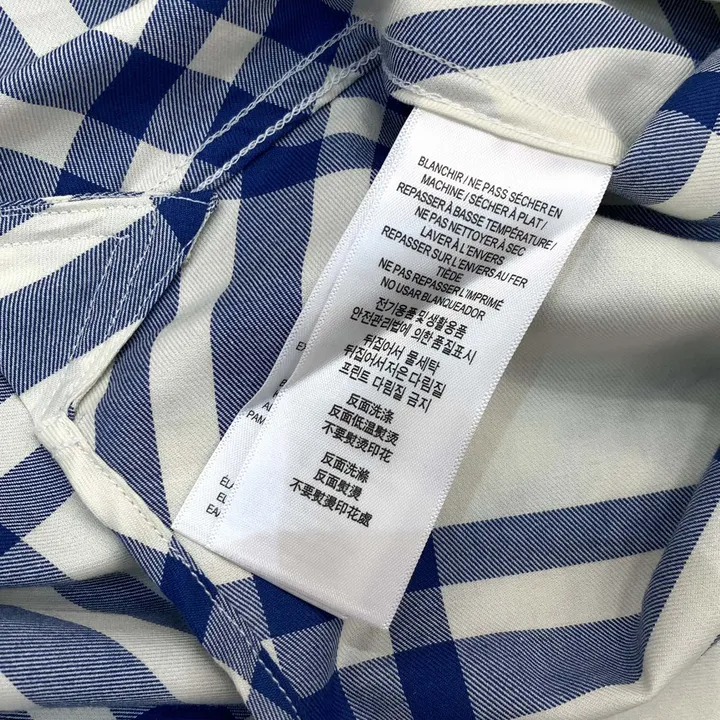 BLANCHIR / NE PASS SÉCHER EN
MACHINE / SÉCHER À PLAT /
REPASSER À BASSE TEMPÉRATURE /
NE PAS NETTOYER À SEC
LAVER À L'ENVERS
REPASSER SUR L'ENVERS AU FER
TIÈDE
NE PAS REPASSER L'IMPRIMÉ
NO USAR BLANQUEADOR
전기용품 및 생활용품
안전관리법에 의한 품질표시
뒤집어서 물세탁
뒤집어서 저온 다림질
프린트 다림질 금지
反面洗涤
反面低温熨烫
不要熨烫印花
反面洗滌
反面熨燙
不要熨燙印花處